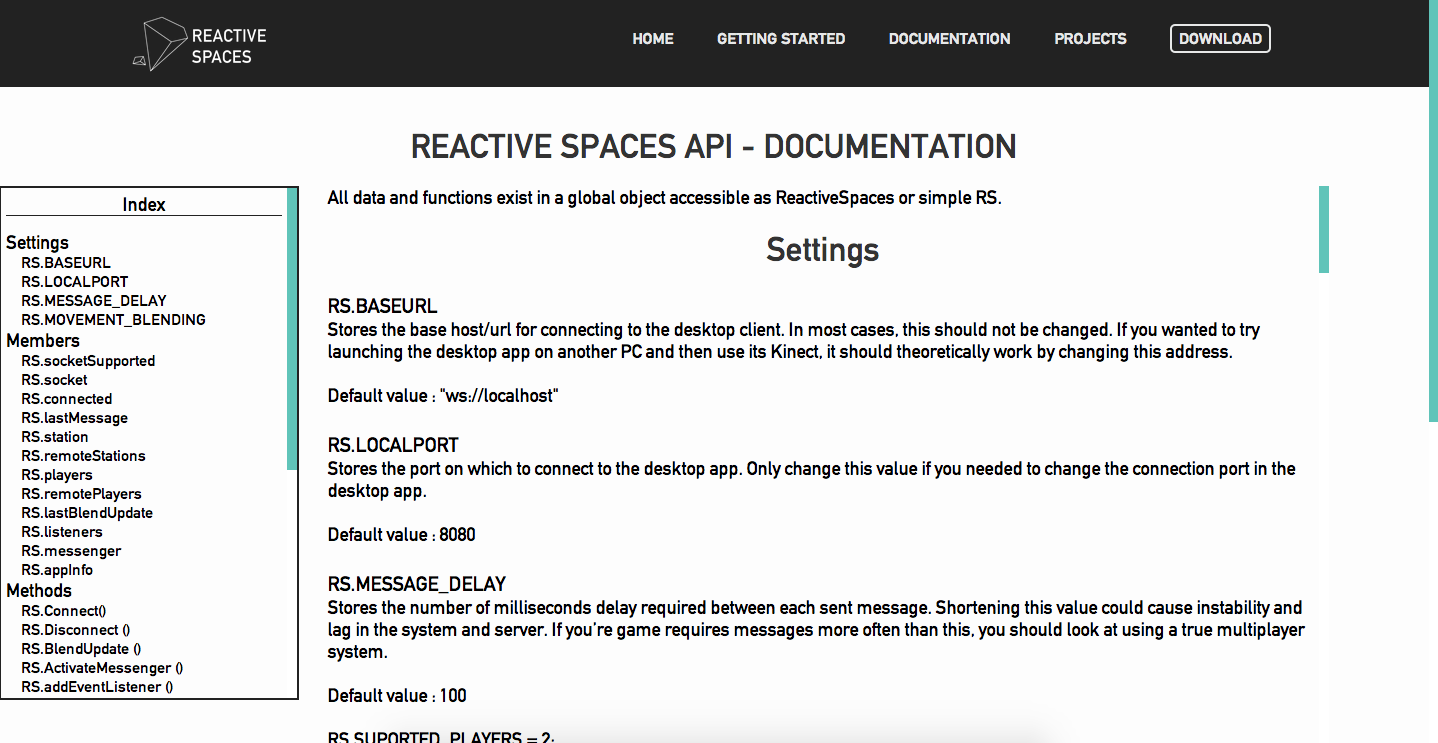 REACTIVE
SPACES
HOME
GETTING STARTED
DOCUMENTATION
PROJECTS
DOWNLOAD
REACTIVE SPACES API - DOCUMENTATION
Index
Settings
RS.BASEURL
RS.LOCALPORT
RS.MESSAGE_DELAY
RS.MOVEMENT_BLENDING
Members
RS.socketSupported
RS.socket
RS.connected
RS.lastMessage
RS.station
RS.remoteStations
RS.players
RS.remotePlayers
RS.lastBlendUpdate
RS.listeners
RS.messenger
RS.appInfo
Methods
RS.Connect()
RS.Disconnect ()
RS.BlendUpdate ()
RS.ActivateMessenger ()
RS.addEventListener ()
All data and functions exist in a global object accessible as ReactiveSpaces or simple RS.
Settings
RS.BASEURL
Stores the base host/url for connecting to the desktop client. In most cases, this should not be changed. If you wanted to try
launching the desktop app on another PC and then use its Kinect, it should theoretically work by changing this address.
Default value : "ws://localhost"
RS.LOCALPORT
Stores the port on which to connect to the desktop app. Only change this value if you needed to change the connection port in the
desktop app.
Default value : 8080
RS.MESSAGE_DELAY
Stores the number of milliseconds delay required between each sent message. Shortening this value could cause instability and
lag in the system and server. If you're game requires messages more often than this, you should look at using a true multiplayer
system.
Default value : 100
RS.SUPORTED_PLAYERS = 2;